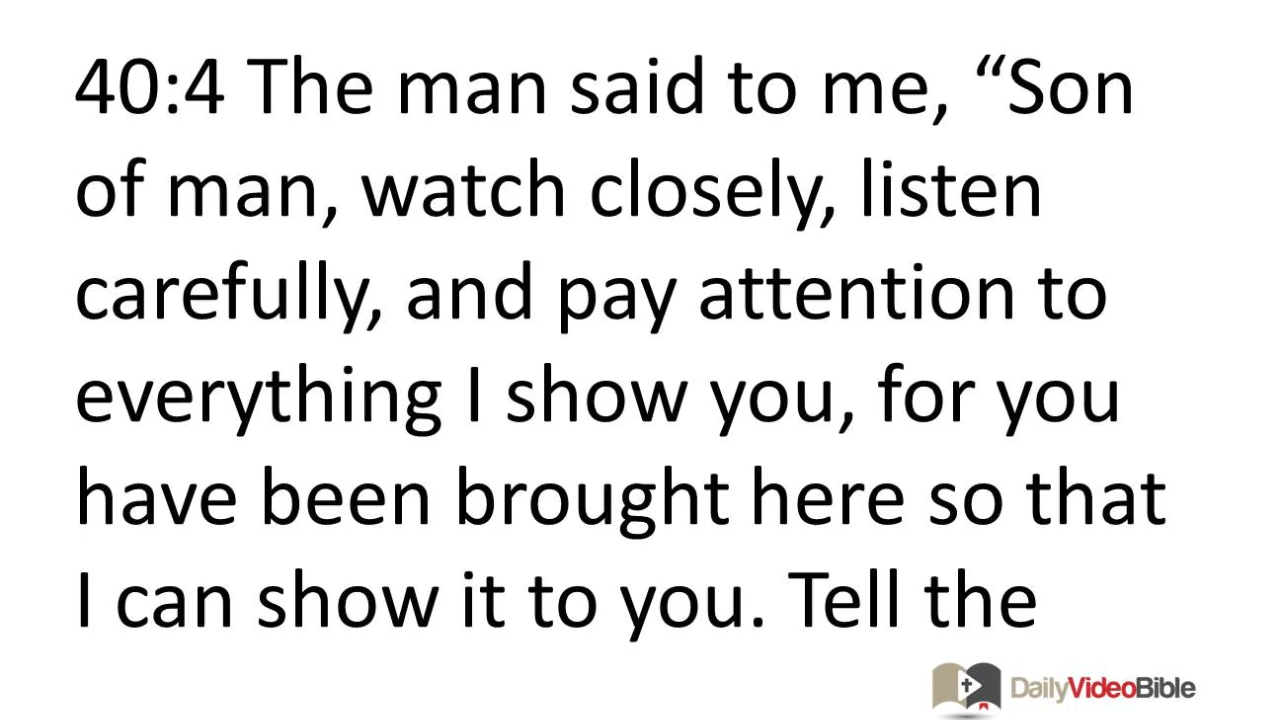 40:4 The man said to me, “Son
of man, watch closely, listen
carefully, and pay attention to
everything I show you, for you
have been brought here so that
I can show it to you. Tell the
DailyVideoBible